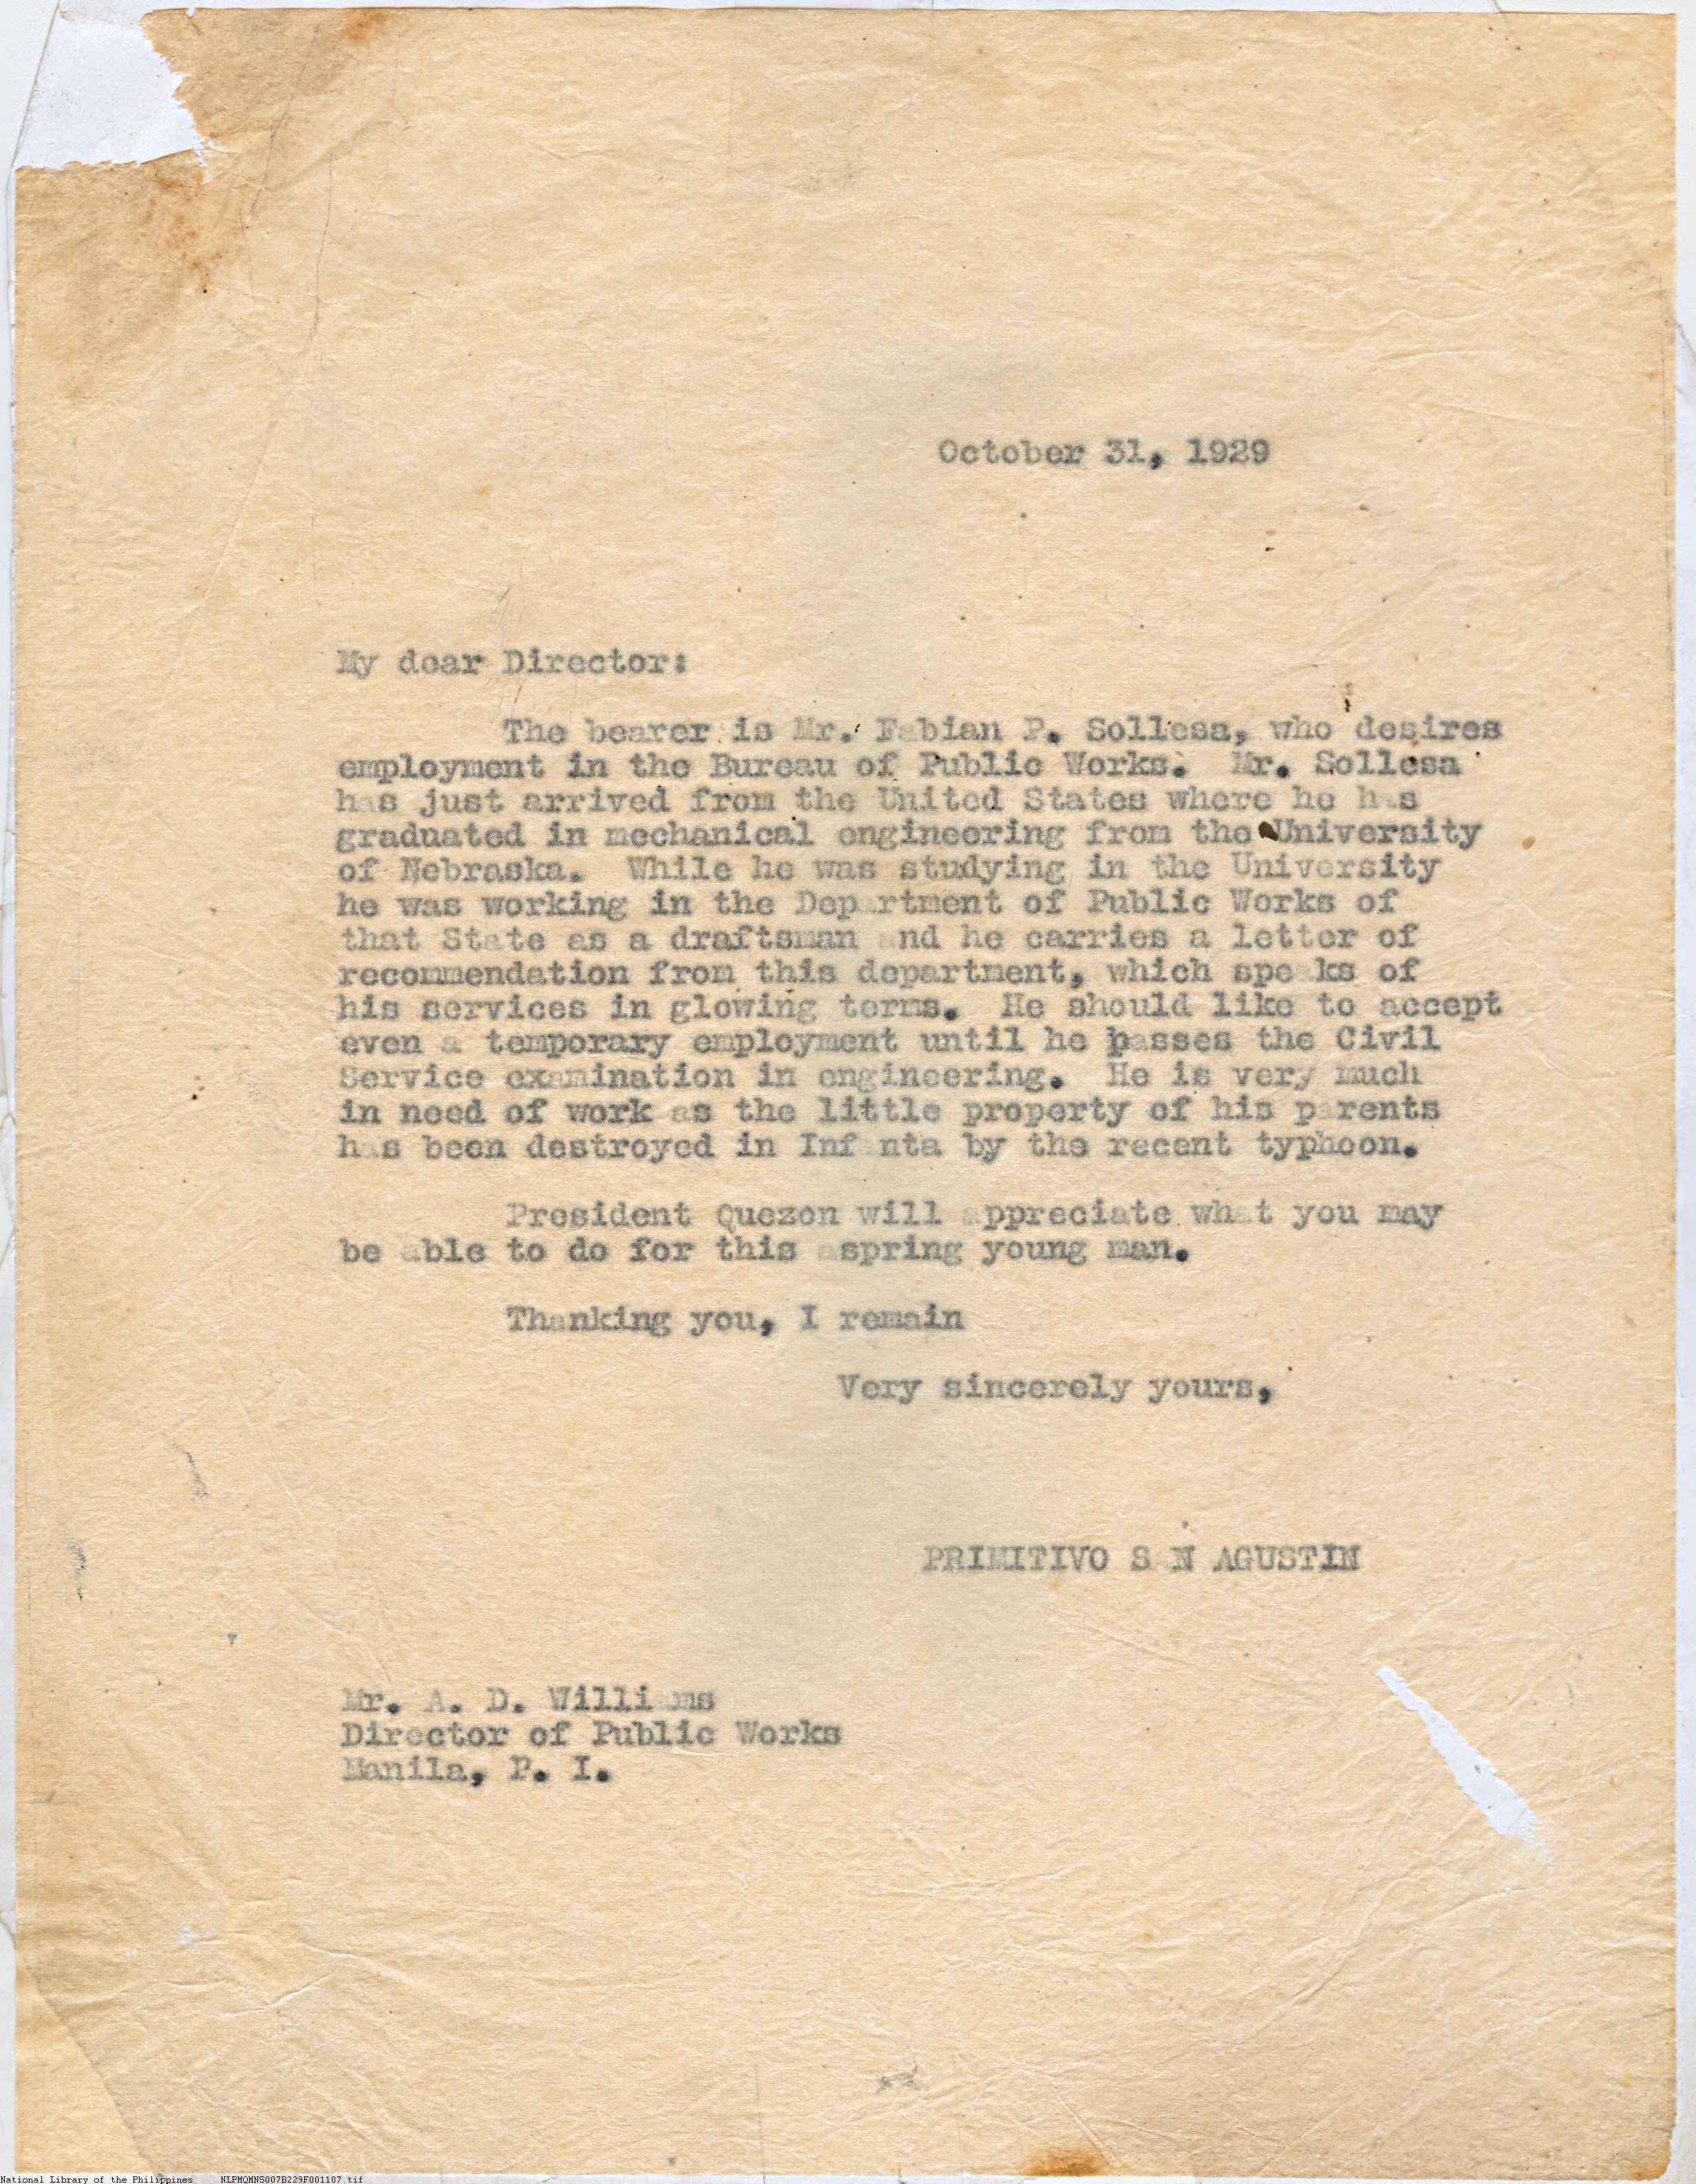 October 31, 1929
My dear Director:
The bearer is Mr. Fabian P. Sollesa, who desires
employment in the Bureau of Public Works. Mr. Sollesa
has just arrived from the United States where he has
graduated in mechanical engineering from the University
of Nebraska. While he was studying in the University
he was working in the Department of Public Works of
that State as a draftsman and he carries a letter of
recommendation from this department, which speaks of
his services in glowing terms. He should like to accept
even a temporary employment until he passes the Civil
Service examination in engineering. He is very much
in need of work as the little property of his parents
has been destroyed in Infanta by the recent typhoon.
President Quezon will appreciate what you may
be able to do for this aspring young man.
Thanking you, I remain
Very sincerely yours,
PRIMITIVO SAN AGUSTIN
Mr. A. D. Williams
Director of Public Works
Manila, P. I.
National Library of the Philippines NLPMQMNS007B229F001107.tif